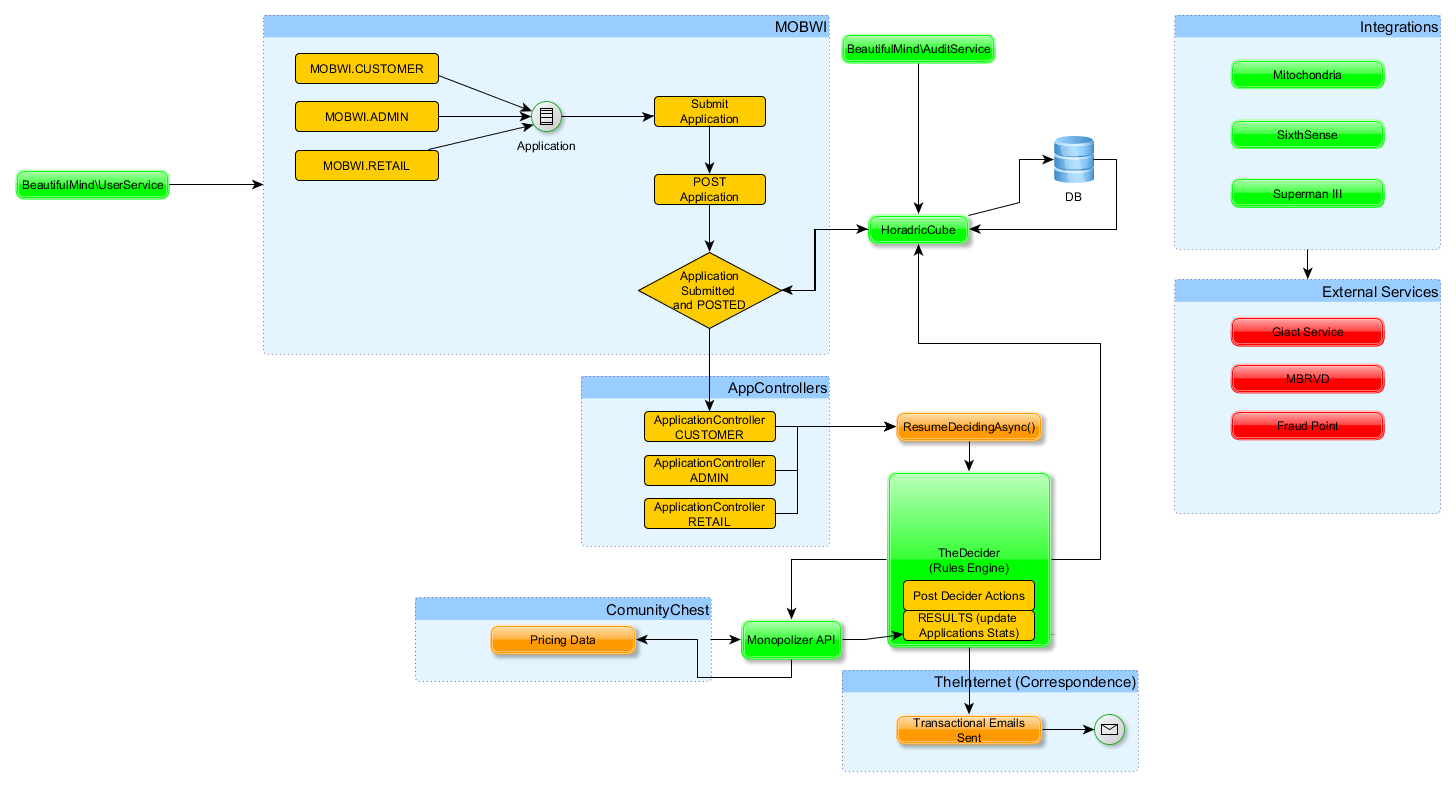 MOBWI
Integrations
MOBWI.CUSTOMER
MOBWI.ADMIN
MOBWI.RETAIL
Application
Submit
Application
POST
Application
Application
Submitted
and POSTED
BeautifulMind\UserService
BeautifulMind\AuditService
HoradricCube
DB
Mitochondria
SixthSense
Superman III
External Services
Giact Service
MBRVD
Fraud Point
AppControllers
ApplicationController
CUSTOMER
ApplicationController
ADMIN
ApplicationController
RETAIL
ResumeDecidingAsync()
TheDecider
(Rules Engine)
Post Decider Actions
RESULTS (update
Applications Stats)
ComunityChest
Pricing Data
Monopolizer API
TheInternet (Correspondence)
Transactional Emails
Sent